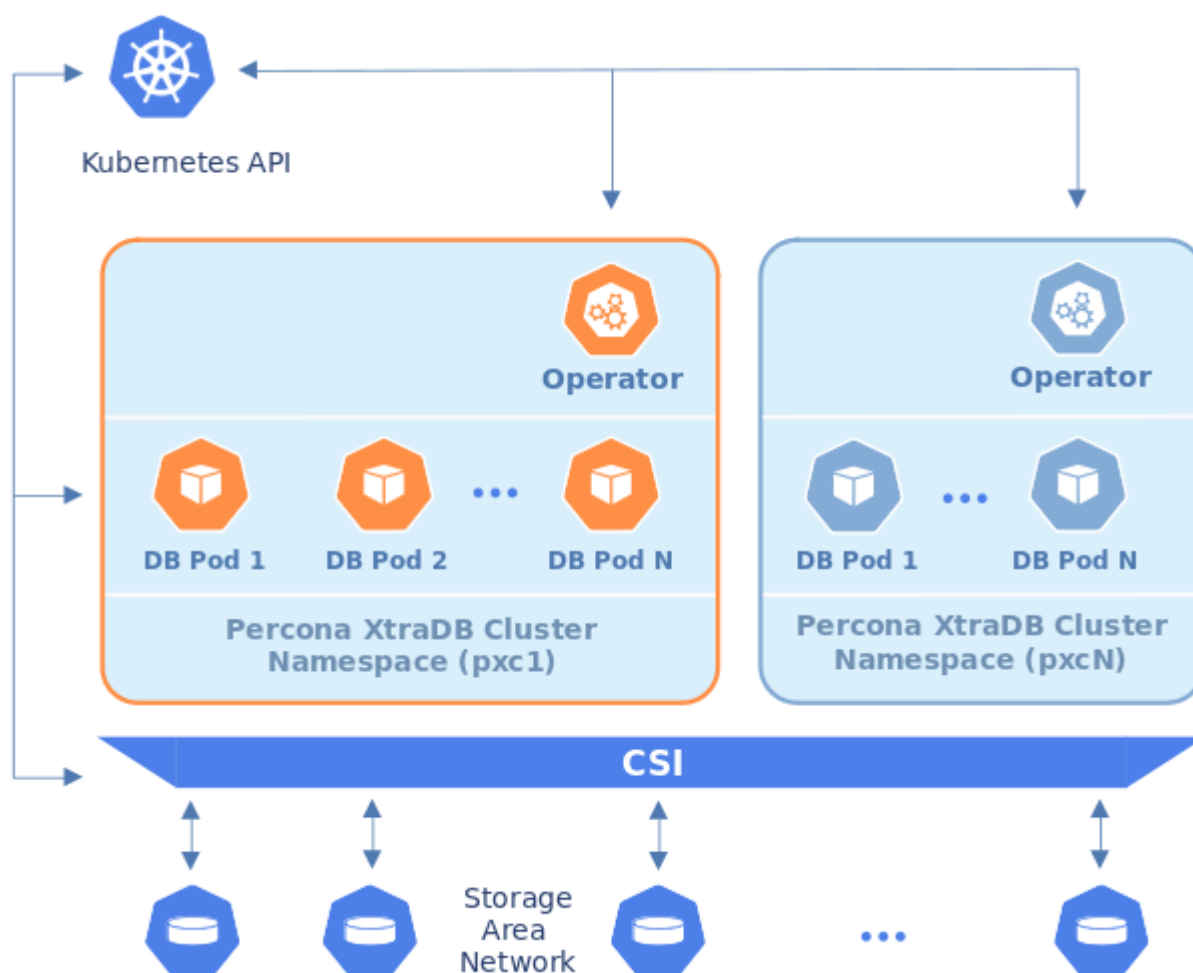 Kubernetes API
Operator
Operator
DB Pod 1
DB Pod 2
DB Pod N
DB Pod 1
DB Pod N
Percona XtraDB Cluster
Namespace (pxc1)
Percona XtraDB Cluster
Namespace (pxcN)
CSI
Storage
Area
Network